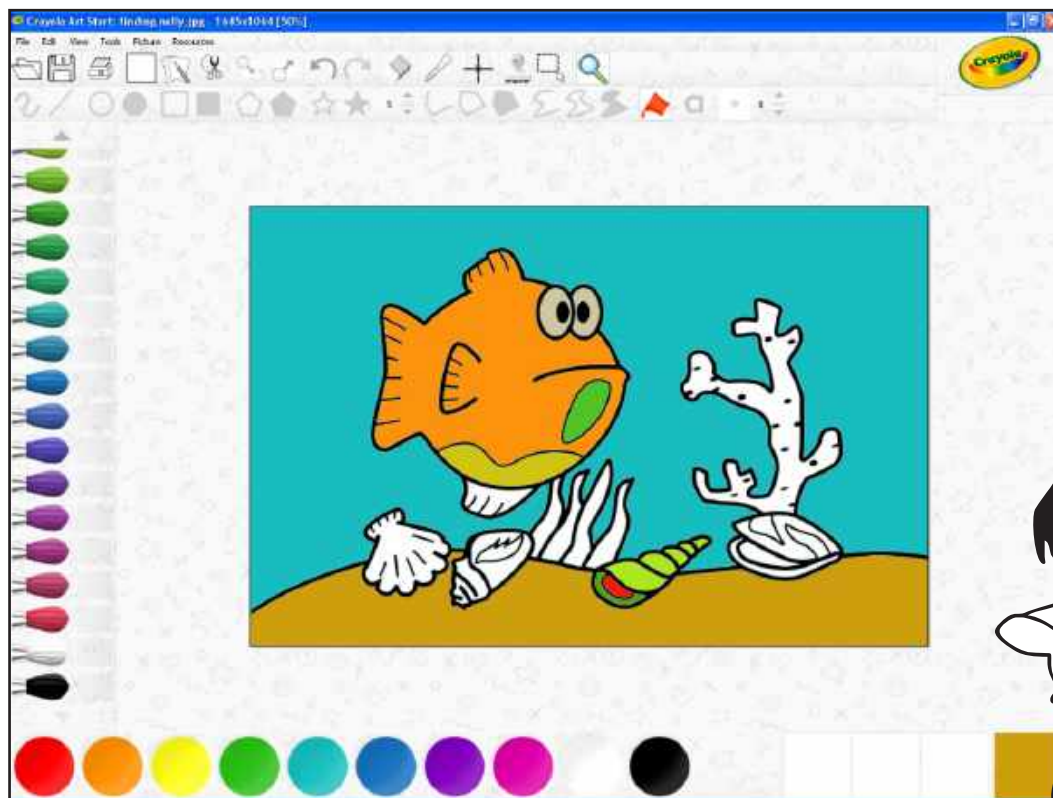 Crayola Art Start: finding nelly.jpg - 1645x1064 [50%]
File Edit View Tools Picture Resources
Crayola
a